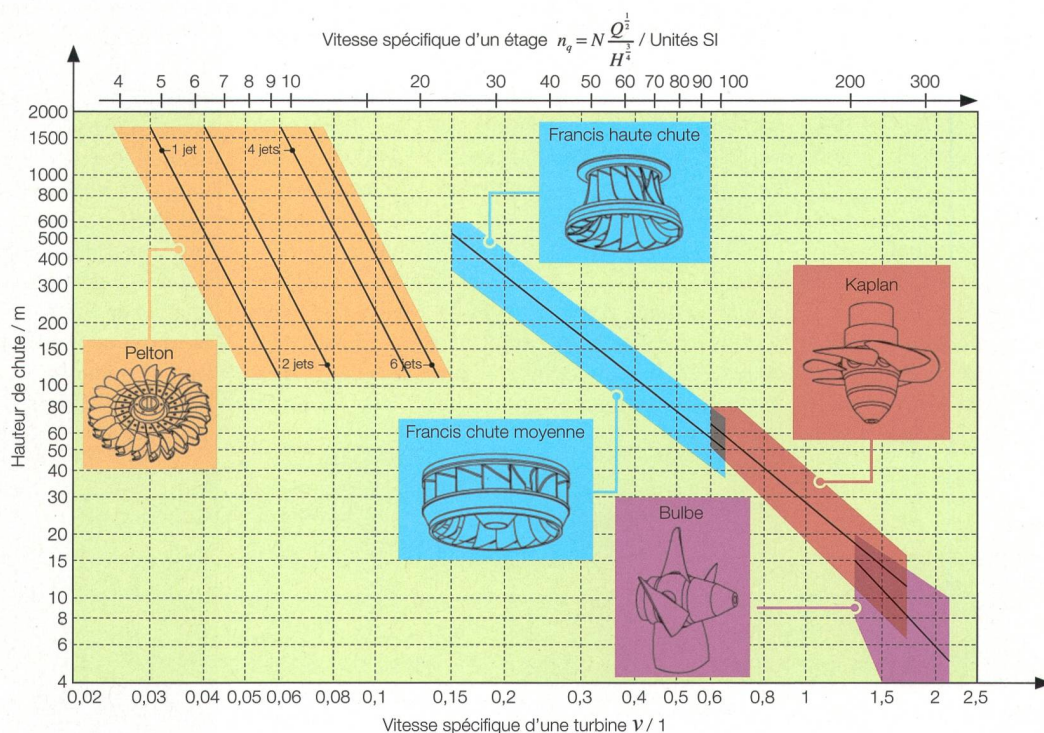 Vitesse spécifique d'un étage n_q = N Q^{1/2} / H^{3/4} / Unités SI
4 5 6 7 8 9 10 20 30 40 50 60 70 80 90 100 200 300
Hauteur de chute / m
2000
1500
1000
800
600
500
400
300
200
150
100
80
60
50
40
30
20
15
10
8
6
4
1 jet
4 jets
2 jets
6 jets
Pelton
Francis haute chute
Francis chute moyenne
Kaplan
Bulbe
0,02 0,03 0,04 0,05 0,06 0,08 0,1 0,15 0,2 0,3 0,4 0,5 0,6 0,8 1 1,5 2 2,5
Vitesse spécifique d'une turbine ν / 1